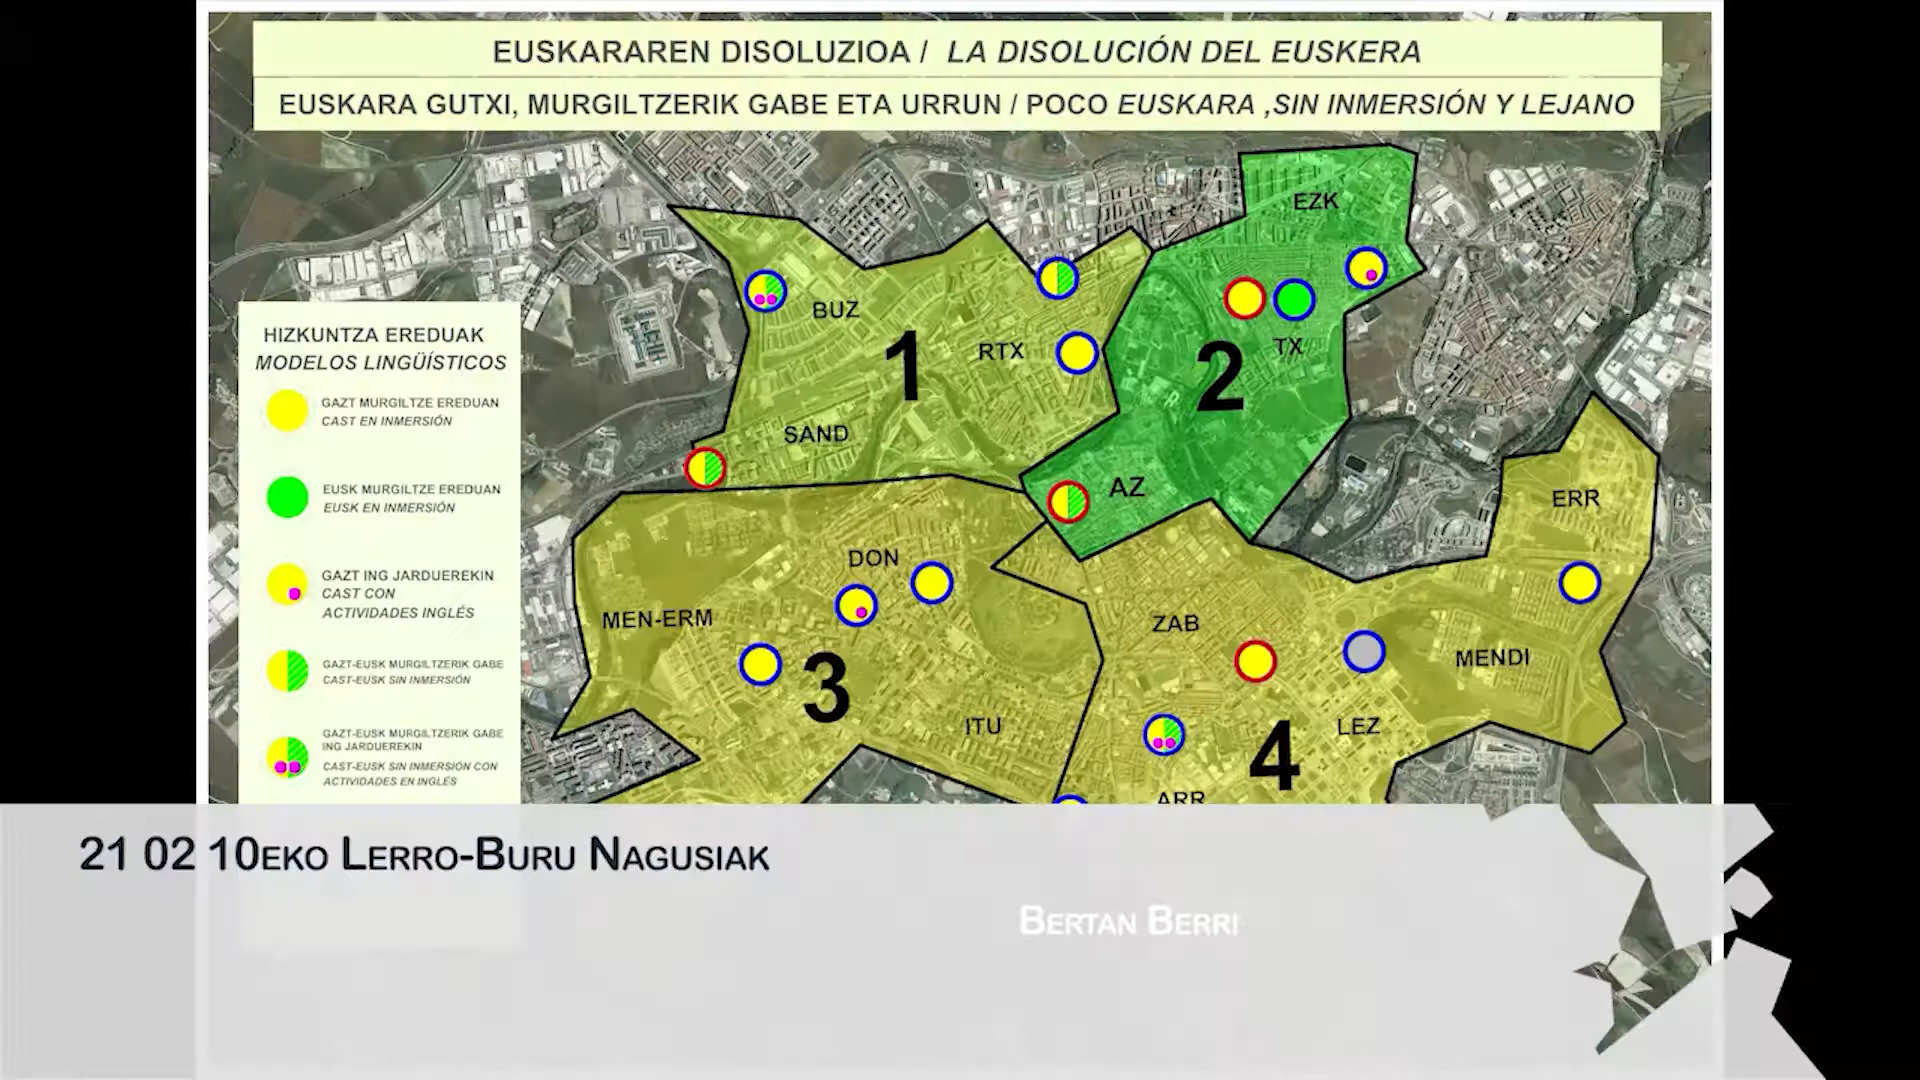 EUSKARAREN DISOLUZIOA / LA DISOLUCIÓN DEL EUSKERA
EUSKARA GUTXI, MURGILTZERIK GABE ETA URRUN / POCO EUSKARA ,SIN INMERSIÓN Y LEJANO
HIZKUNTZA EREDUAK
MODELOS LINGÜÍSTICOS
GAZT MURGILTZE EREDUAN
CAST EN INMERSIÓN
EUSK MURGILTZE EREDUAN
EUSK EN INMERSIÓN
GAZT ING JARDUEREKIN
CAST CON
ACTIVIDADES INGLÉS
GAZT-EUSK MURGILTZERIK GABE
CAST-EUSK SIN INMERSIÓN
GAZT-EUSK MURGILTZERIK GABE
ING JARDUEREKIN
CAST-EUSK SIN INMERSIÓN CON
ACTIVIDADES EN INGLÉS
EZK
BUZ
1
RTX
2
TX
SAND
AZ
ERR
DON
MEN-ERM
3
ITU
ZAB
MENDI
4
LEZ
ARR
21 02 10EKO LERRO-BURU NAGUSIAK
BERTAN BERRI